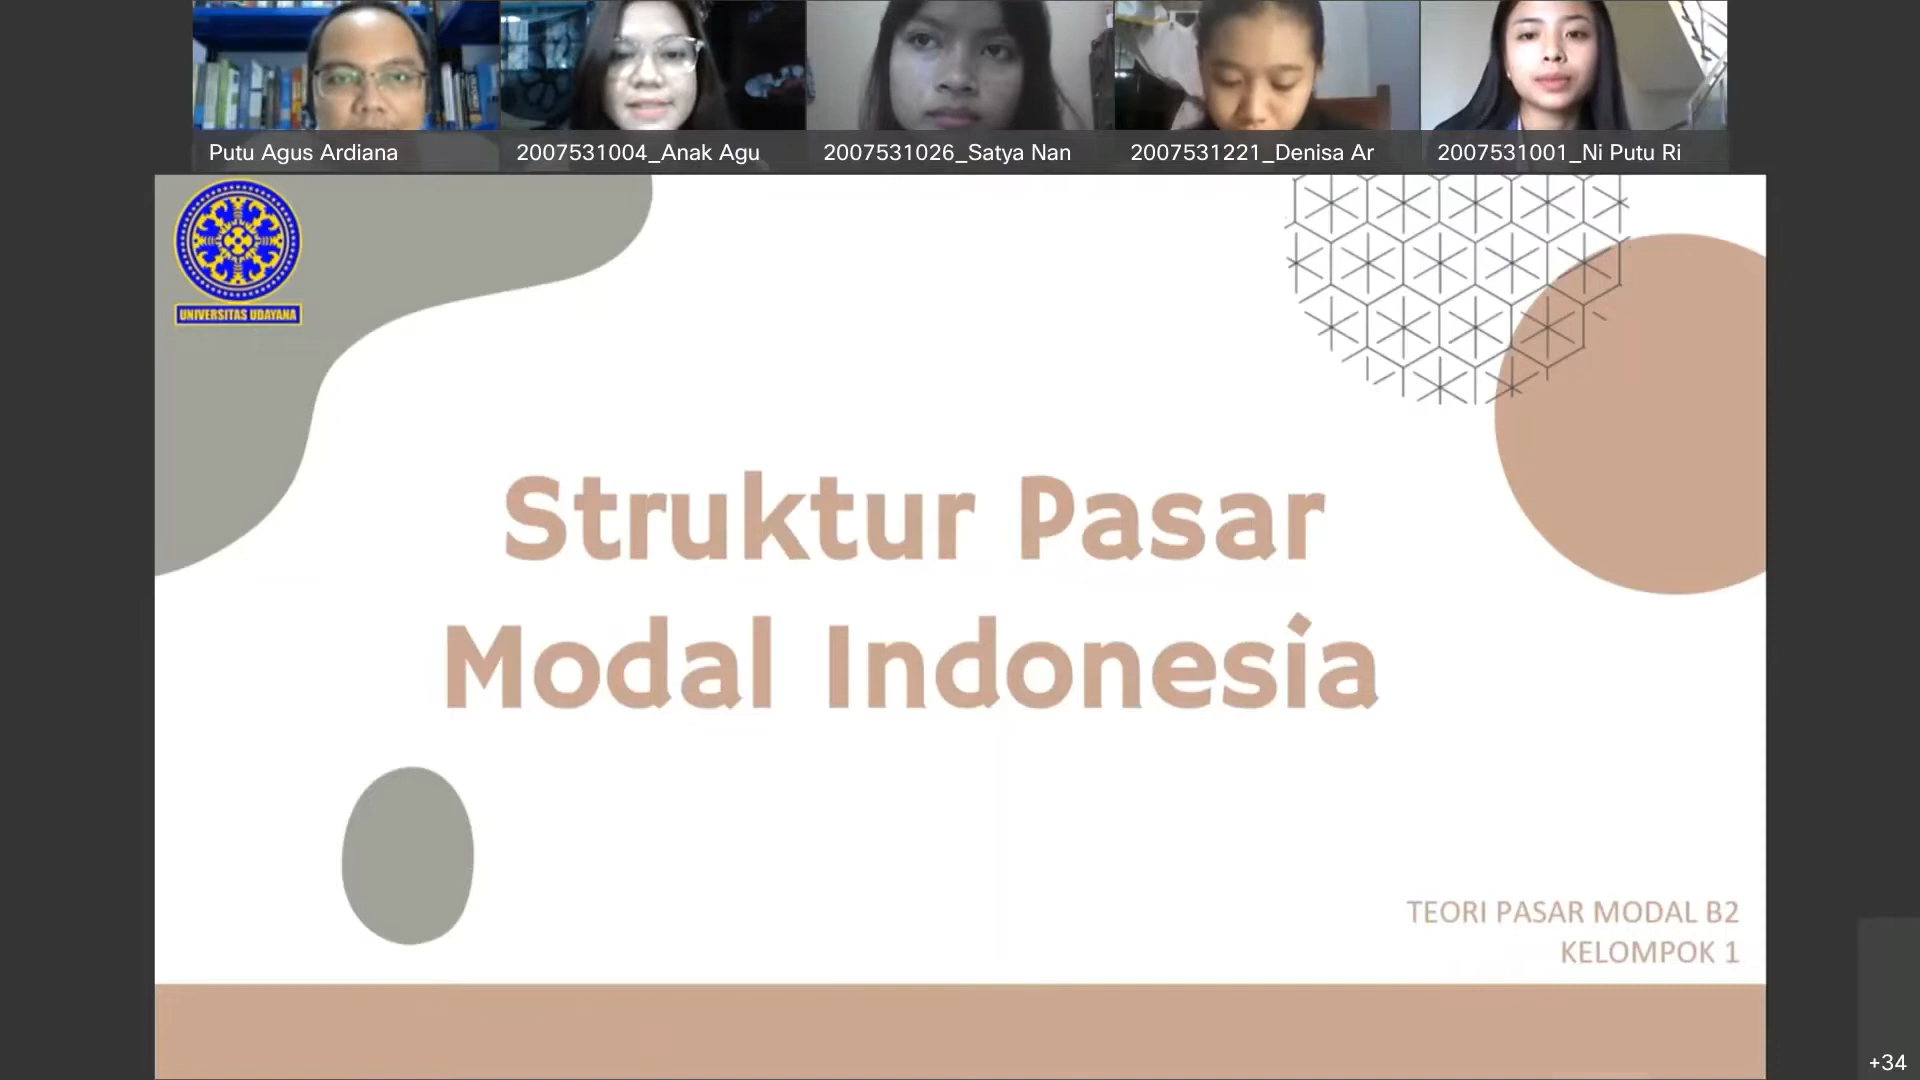 Putu Agus Ardiana
2007531004_Anak Agu
2007531026_Satya Nan
2007531221_Denisa Ar
2007531001_Ni Putu Ri
UNIVERSITAS UDAYANA
Struktur Pasar
Modal Indonesia
TEORI PASAR MODAL B2
KELOMPOK 1
+34